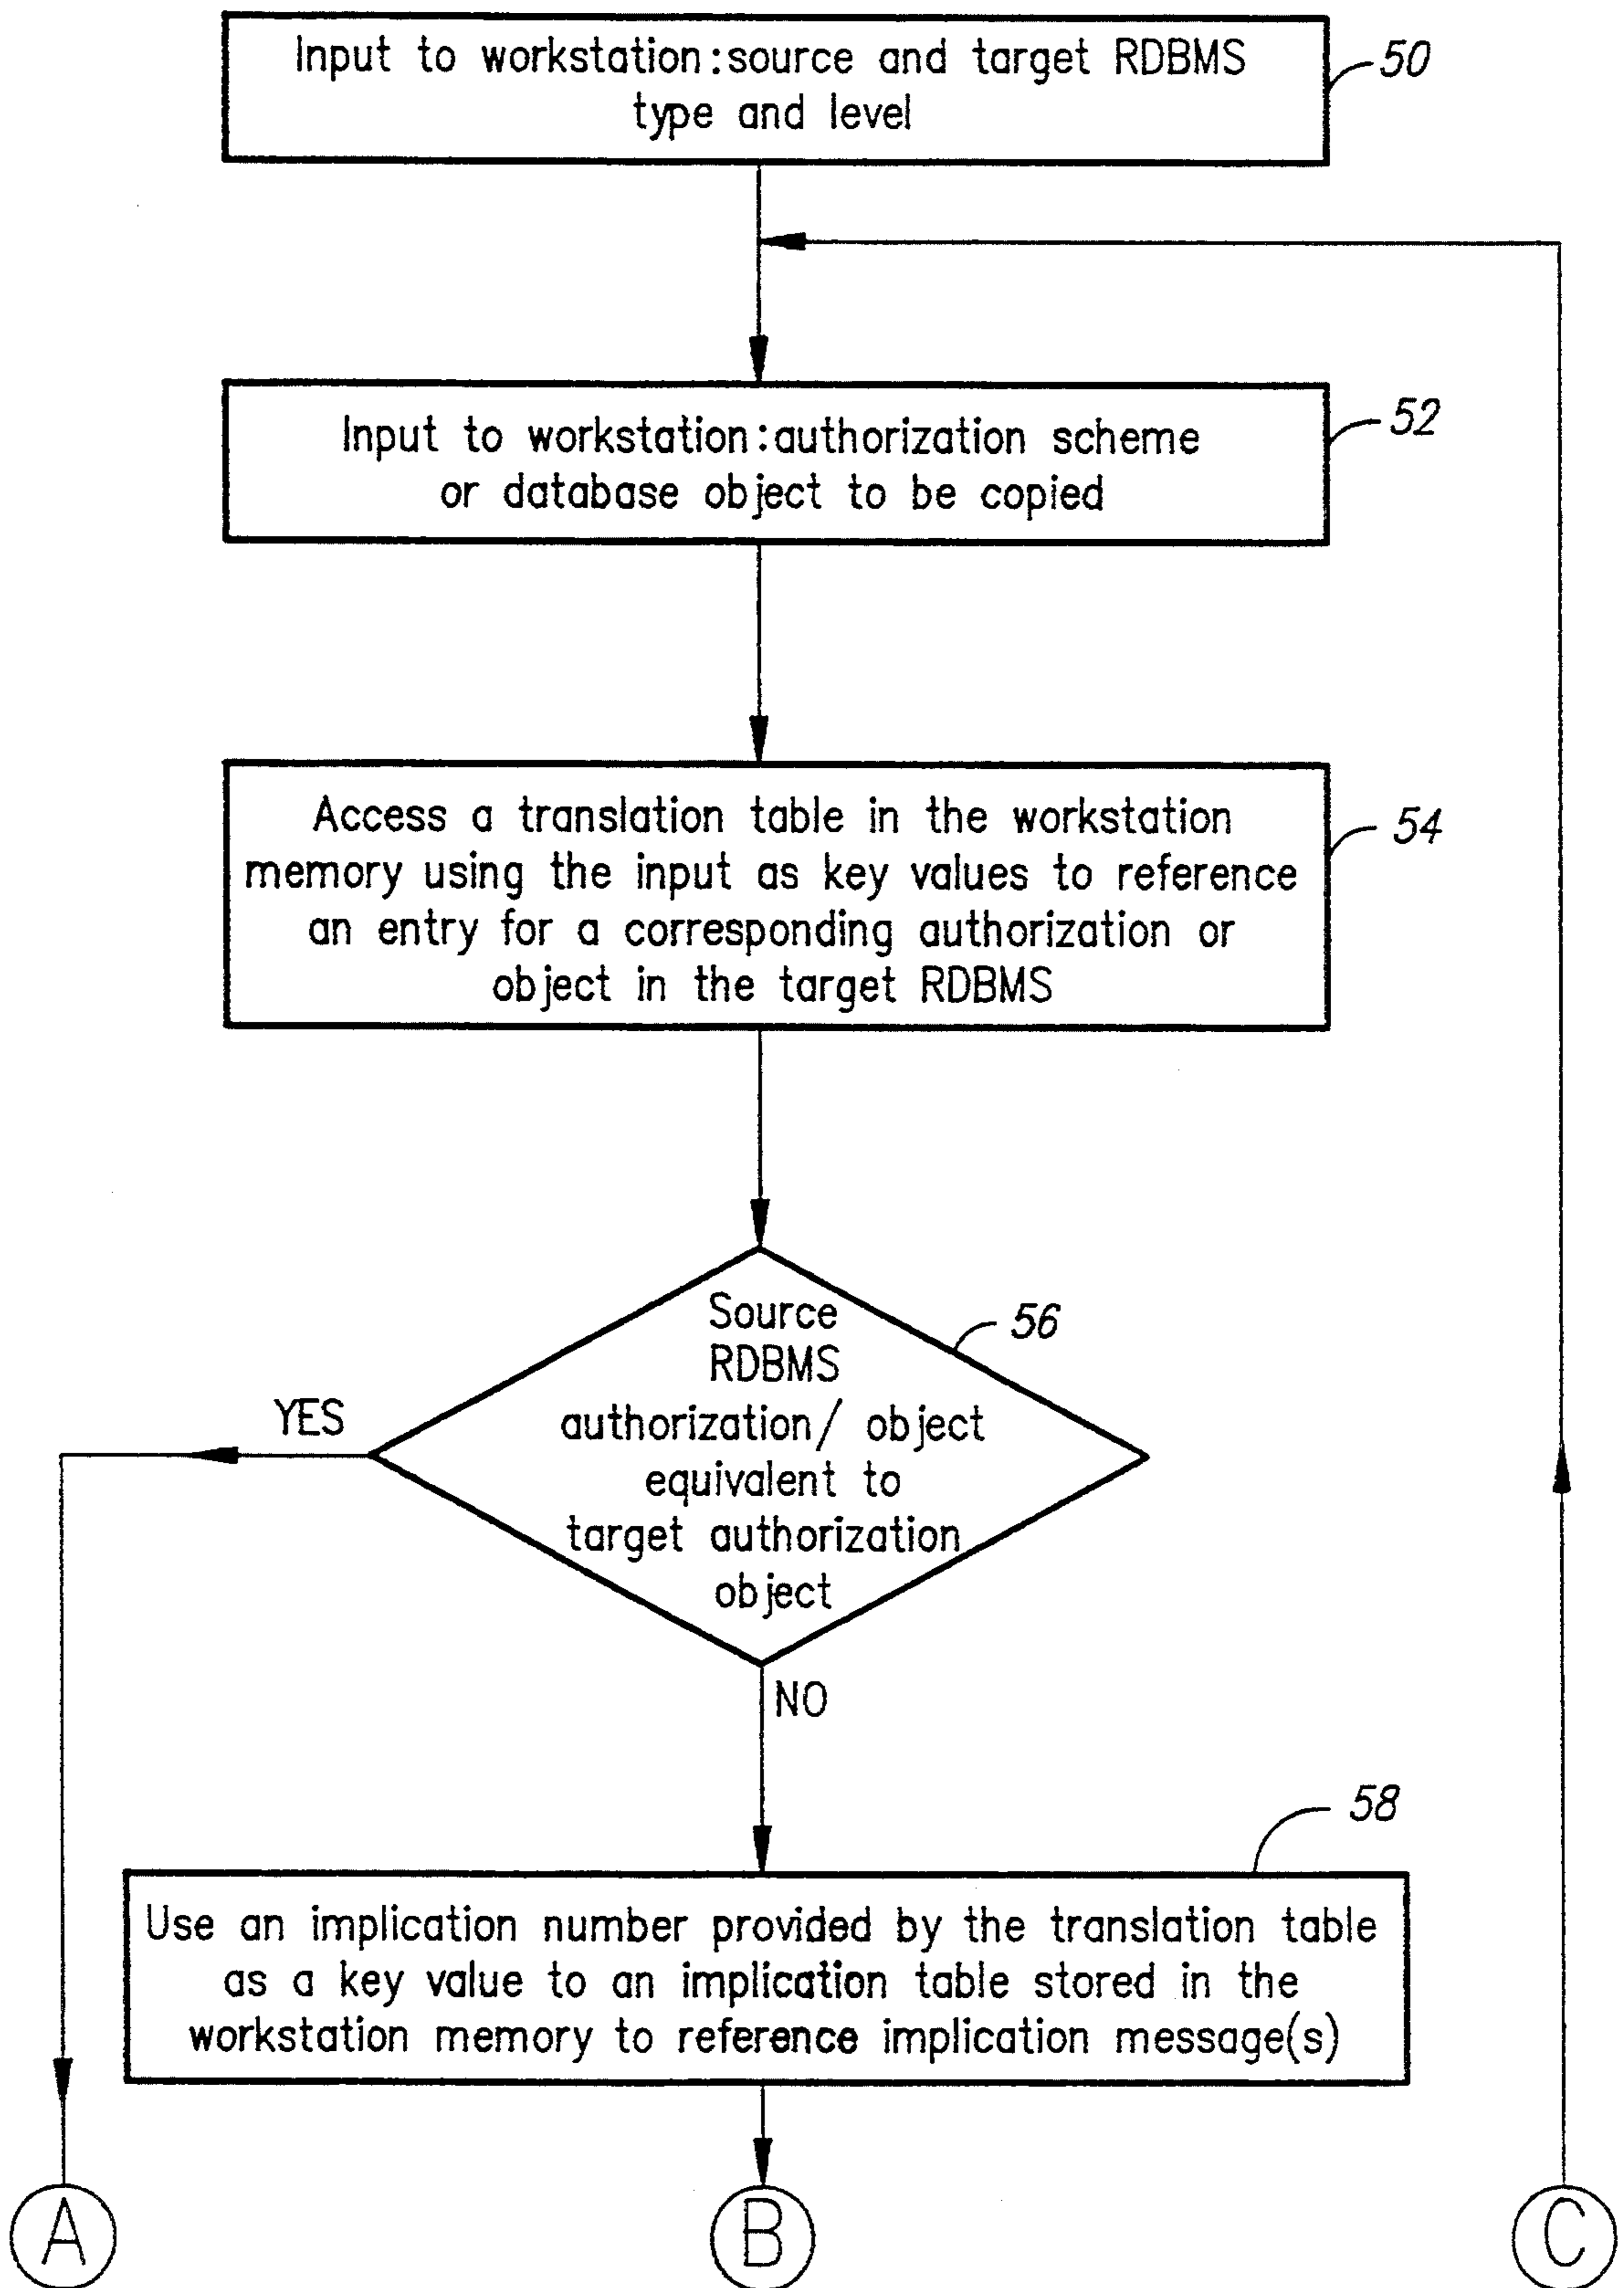 Input to workstation:source and target RDBMS
type and level
50
Input to workstation:authorization scheme
or database object to be copied
52
Access a translation table in the workstation
memory using the input as key values to reference
an entry for a corresponding authorization or
object in the target RDBMS
54
Source
RDBMS
authorization/ object
equivalent to
target authorization
object
56
YES
NO
58
Use an implication number provided by the translation table
as a key value to an implication table stored in the
workstation memory to reference implication message(s)
A
B
C